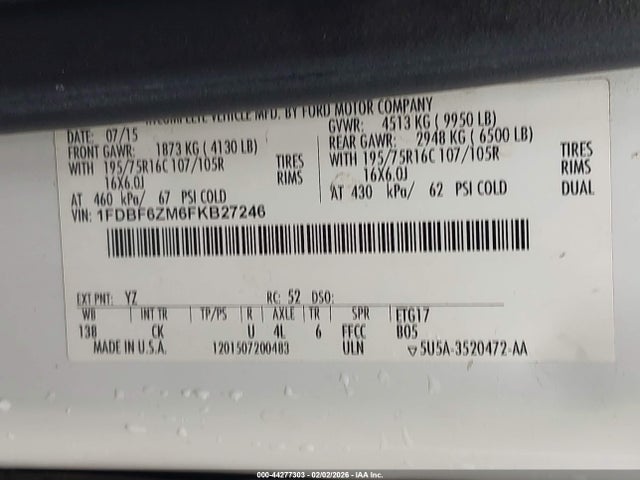 INCOMPLETE VEHICLE MFD. BY FORD MOTOR COMPANY
DATE: 07/15 GVWR: 4513 KG ( 9950 LB)
FRONT GAWR: 1873 KG ( 4130 LB) REAR GAWR: 2948 KG ( 6500 LB)
WITH 195/75R16C 107/105R TIRES WITH 195/75R16C 107/105R TIRES
16X6.0J RIMS 16X6.0J RIMS
AT 460 kPa/ 67 PSI COLD AT 430 kPa/ 62 PSI COLD DUAL
VIN: 1FDBF6ZM6FKB27246
EXT PNT: YZ RC: 52 DSO:
WB INT TR TP/PS R AXLE TR SPR ETG17
138 CK U 4L 6 FFCC B05
MADE IN U.S.A. 1201507200483 ULN ▽5U5A-3520472-AA
000-44277303 - 02/02/2026 - IAA Inc.